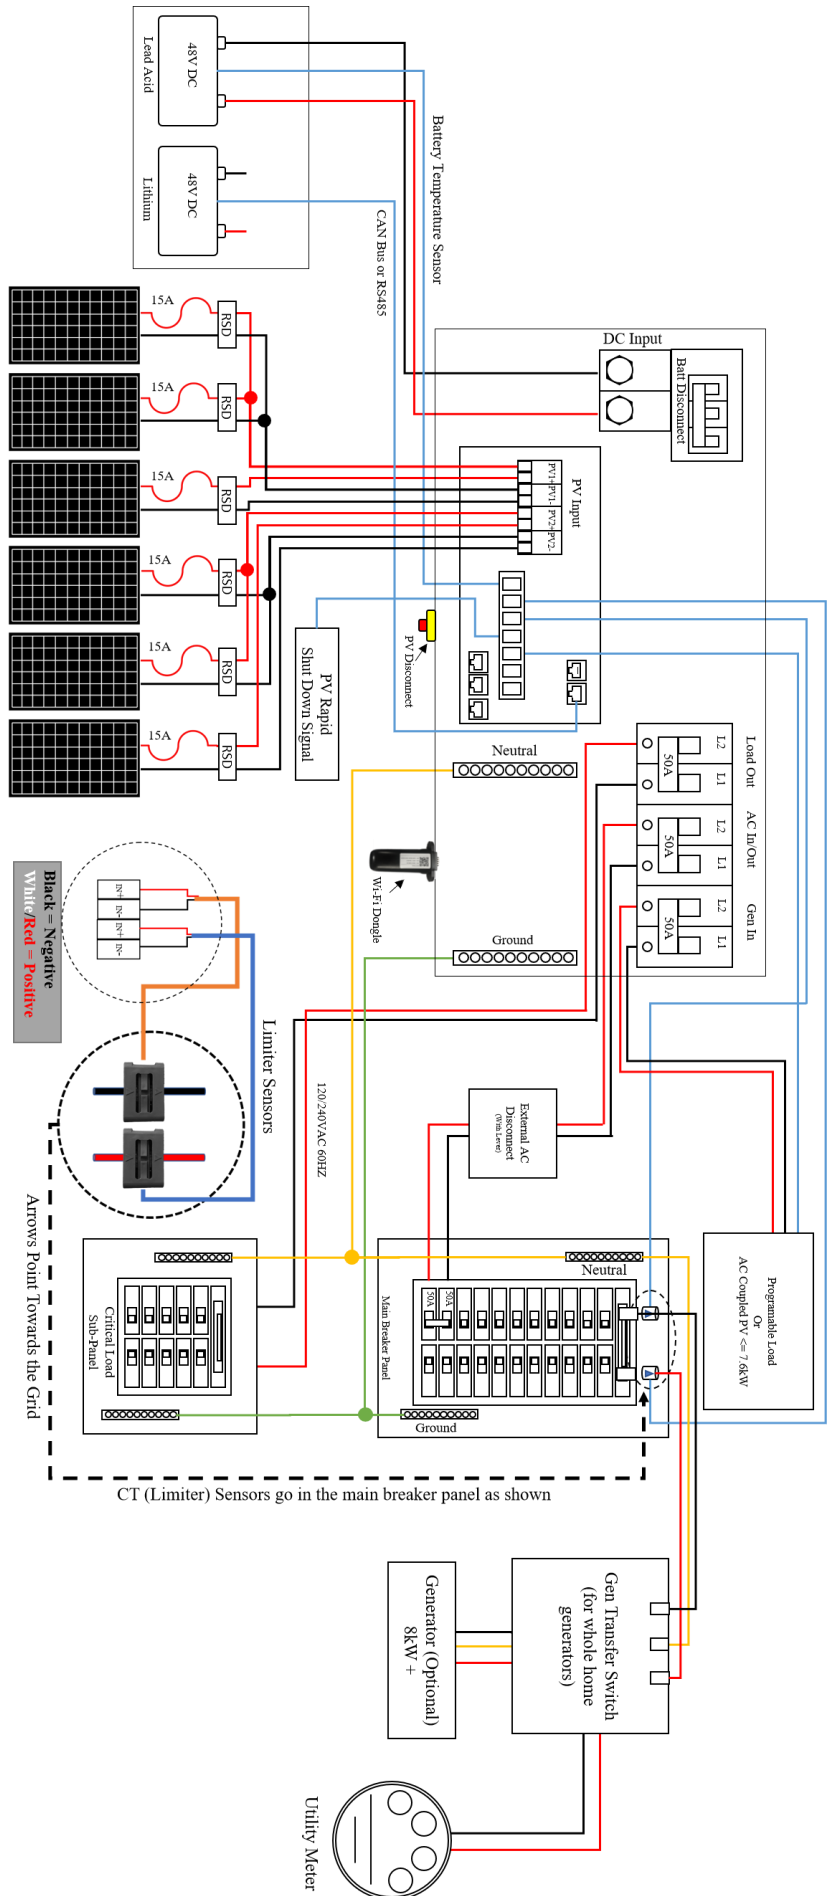 48V DC
Lead Acid
48V DC
Lithium
Battery Temperature Sensor
CAN Bus or RS485
DC Input
Batt Disconnect
15A
RSD
15A
RSD
15A
RSD
15A
RSD
15A
RSD
15A
RSD
PV Input
PV1+
PV1-
PV2+
PV2-
PV Disconnect
PV Rapid
Shut Down Signal
Neutral
Load Out
L2
L1
50A
AC In/Out
L2
L1
50A
Gen In
L2
L1
50A
Wi-Fi Dongle
Ground
IN+
IN-
IN+
IN-
Black = Negative
White/Red = Positive
Limiter Sensors
120/240VAC 60HZ
External AC
Disconnect
(With Lever)
Arrows Point Towards the Grid
Programable Load
Or
AC Coupled PV <= 7.6kW
Neutral
Main Breaker Panel
50A
50A
Critical Load
Sub-Panel
Ground
CT (Limiter) Sensors go in the main breaker panel as shown
Gen Transfer Switch
(for whole home
generators)
Generator (Optional)
8kW +
Utility Meter